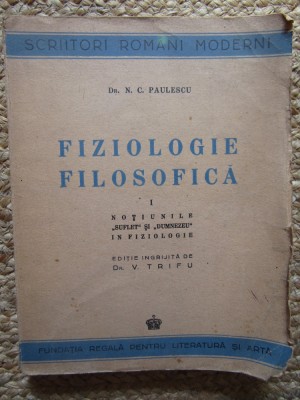 SCRIITORI ROMÂNI MODERNI
DR. N. C. PAULESCU
FIZIOLOGIE
FILOSOFICĂ
I
NOȚIUNILE
„SUFLET” ȘI „DUMNEZEU”
IN FIZIOLOGIE
EDIȚIE INGRIJITĂ DE
DR. V. TRIFU
FUNDAȚIA REGALĂ PENTRU LITERATURĂ ȘI ARTĂ